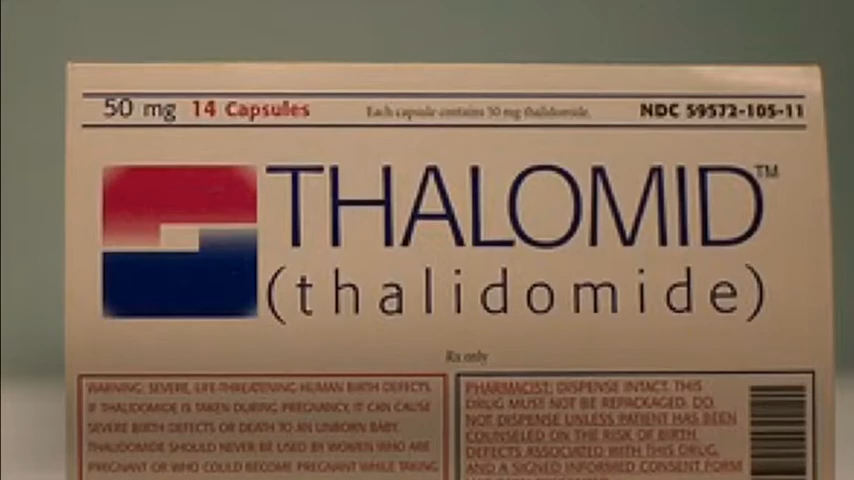 50 mg 14 Capsules Each capsule contains 50 mg thalidomide. NDC 59572-105-11
THALOMID™
(thalidomide)
Rx only
WARNING: SEVERE, LIFE-THREATENING HUMAN BIRTH DEFECTS.
IF THALIDOMIDE IS TAKEN DURING PREGNANCY, IT CAN CAUSE
SEVERE BIRTH DEFECTS OR DEATH TO AN UNBORN BABY.
THALIDOMIDE SHOULD NEVER BE USED BY WOMEN WHO ARE
PREGNANT OR WHO COULD BECOME PREGNANT WHILE TAKING
PHARMACIST: DISPENSE INTACT. THIS
DRUG MUST NOT BE REPACKAGED. DO
NOT DISPENSE UNLESS PATIENT HAS BEEN
COUNSELED ON THE RISK OF BIRTH
DEFECTS ASSOCIATED WITH THIS DRUG,
AND A SIGNED INFORMED CONSENT FORM